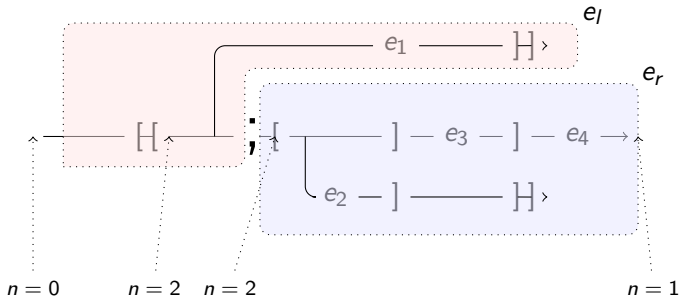 e_l
e_1 ]]
e_r
[[ ; [ ] e_3 ] e_4
e_2 ] ]]
n = 0 n = 2 n = 2 n = 1